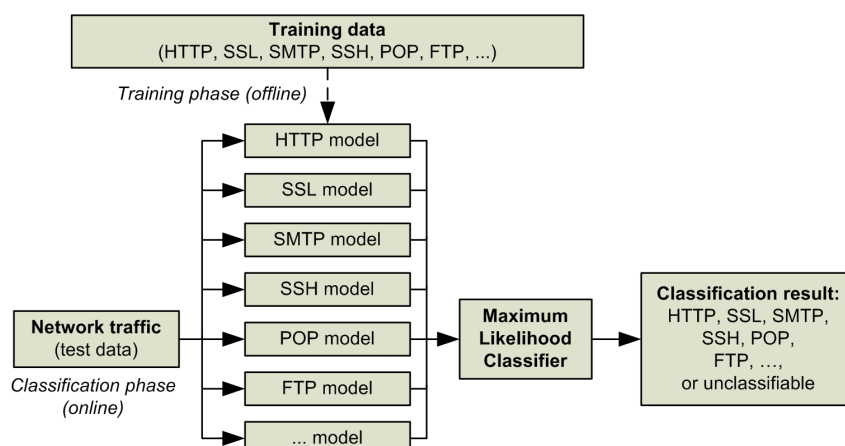 Training data
(HTTP, SSL, SMTP, SSH, POP, FTP, ...)
Training phase (offline)
HTTP model
SSL model
SMTP model
SSH model
POP model
FTP model
... model
Network traffic
(test data)
Classification phase
(online)
Maximum
Likelihood
Classifier
Classification result:
HTTP, SSL, SMTP,
SSH, POP,
FTP, …,
or unclassifiable